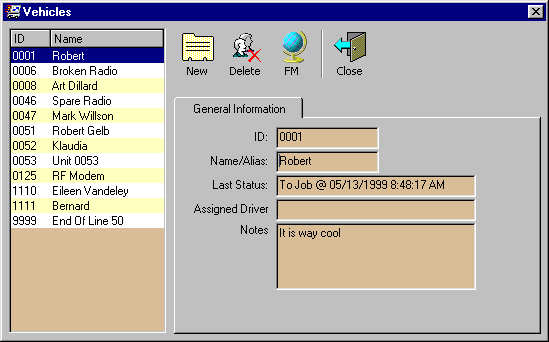 Vehicles
ID Name
0001 Robert
0006 Broken Radio
0008 Art Dillard
0046 Spare Radio
0047 Mark Willson
0051 Robert Gelb
0052 Klaudia
0053 Unit 0053
0125 RF Modem
1110 Eileen Vandeley
1111 Bernard
9999 End Of Line 50
New Delete FM Close
General Information
ID: 0001
Name/Alias: Robert
Last Status: To Job @ 05/13/1999 8:48:17 AM
Assigned Driver
Notes It is way cool